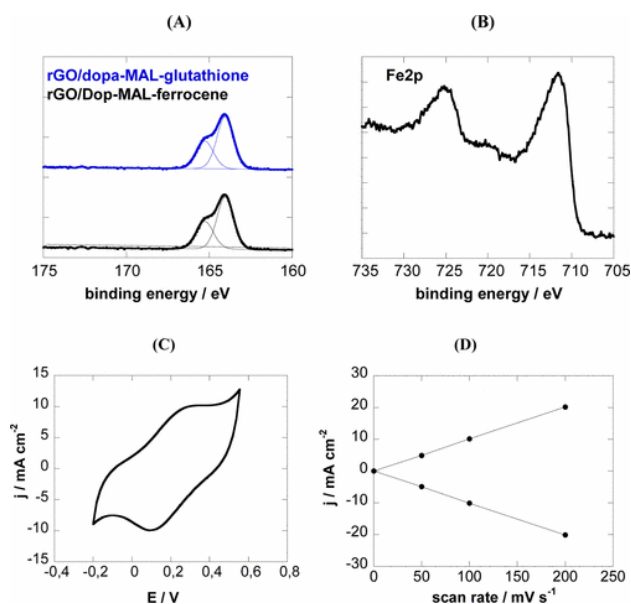 (A)
rGO/dopa-MAL-glutathione
rGO/Dop-MAL-ferrocene
175 170 165 160
binding energy / eV
(B)
Fe2p
735 730 725 720 715 710 705
binding energy / eV
(C)
15
10
5
0
-5
-10
-15
j / mA cm-2
-0,4 -0,2 0 0,2 0,4 0,6 0,8
E / V
(D)
30
20
10
0
-10
-20
-30
j / mA cm-2
0 50 100 150 200 250
scan rate / mV s-1